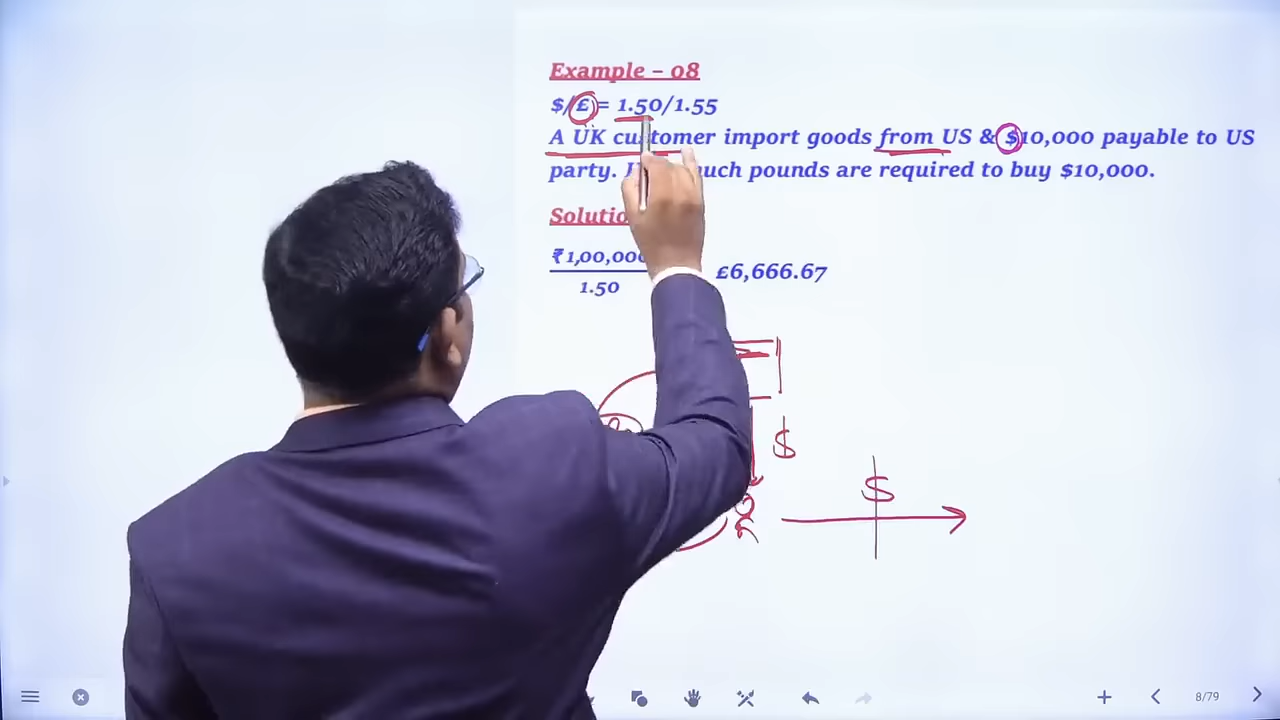 Example – 08
$/£ = 1.50/1.55
A UK customer import goods from US & $10,000 payable to US
party. much pounds are required to buy $10,000.
Solutio
₹1,00,000
1.50
£6,666.67
$
$
8/79